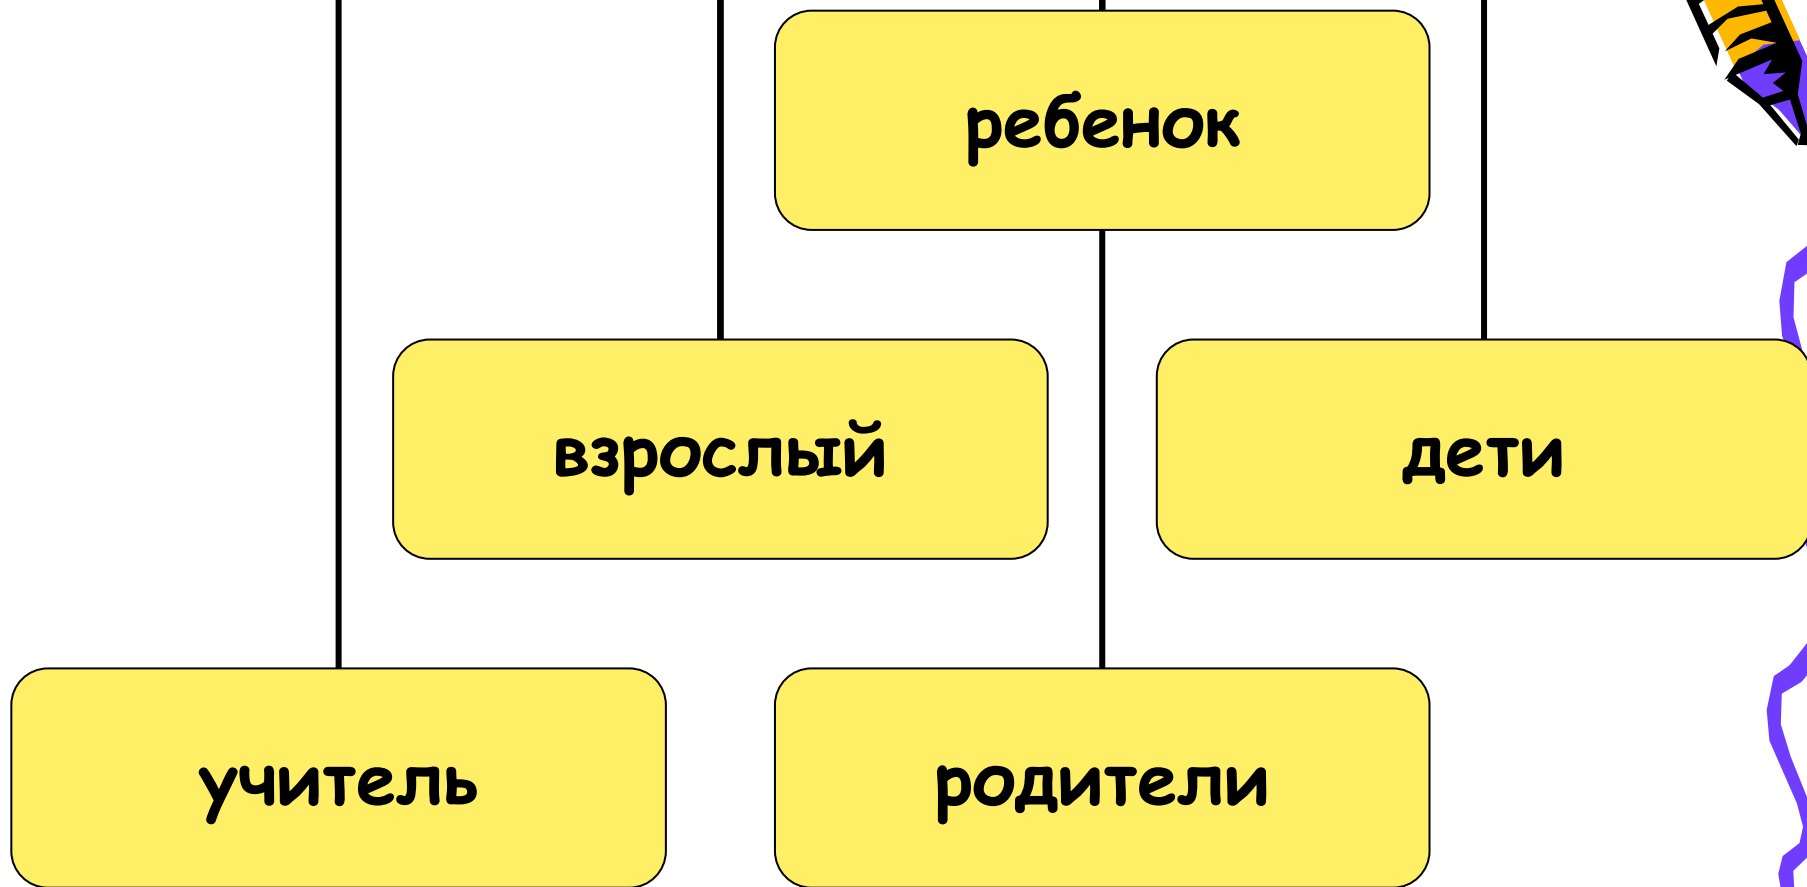 ребенок
взрослый
дети
учитель
родители